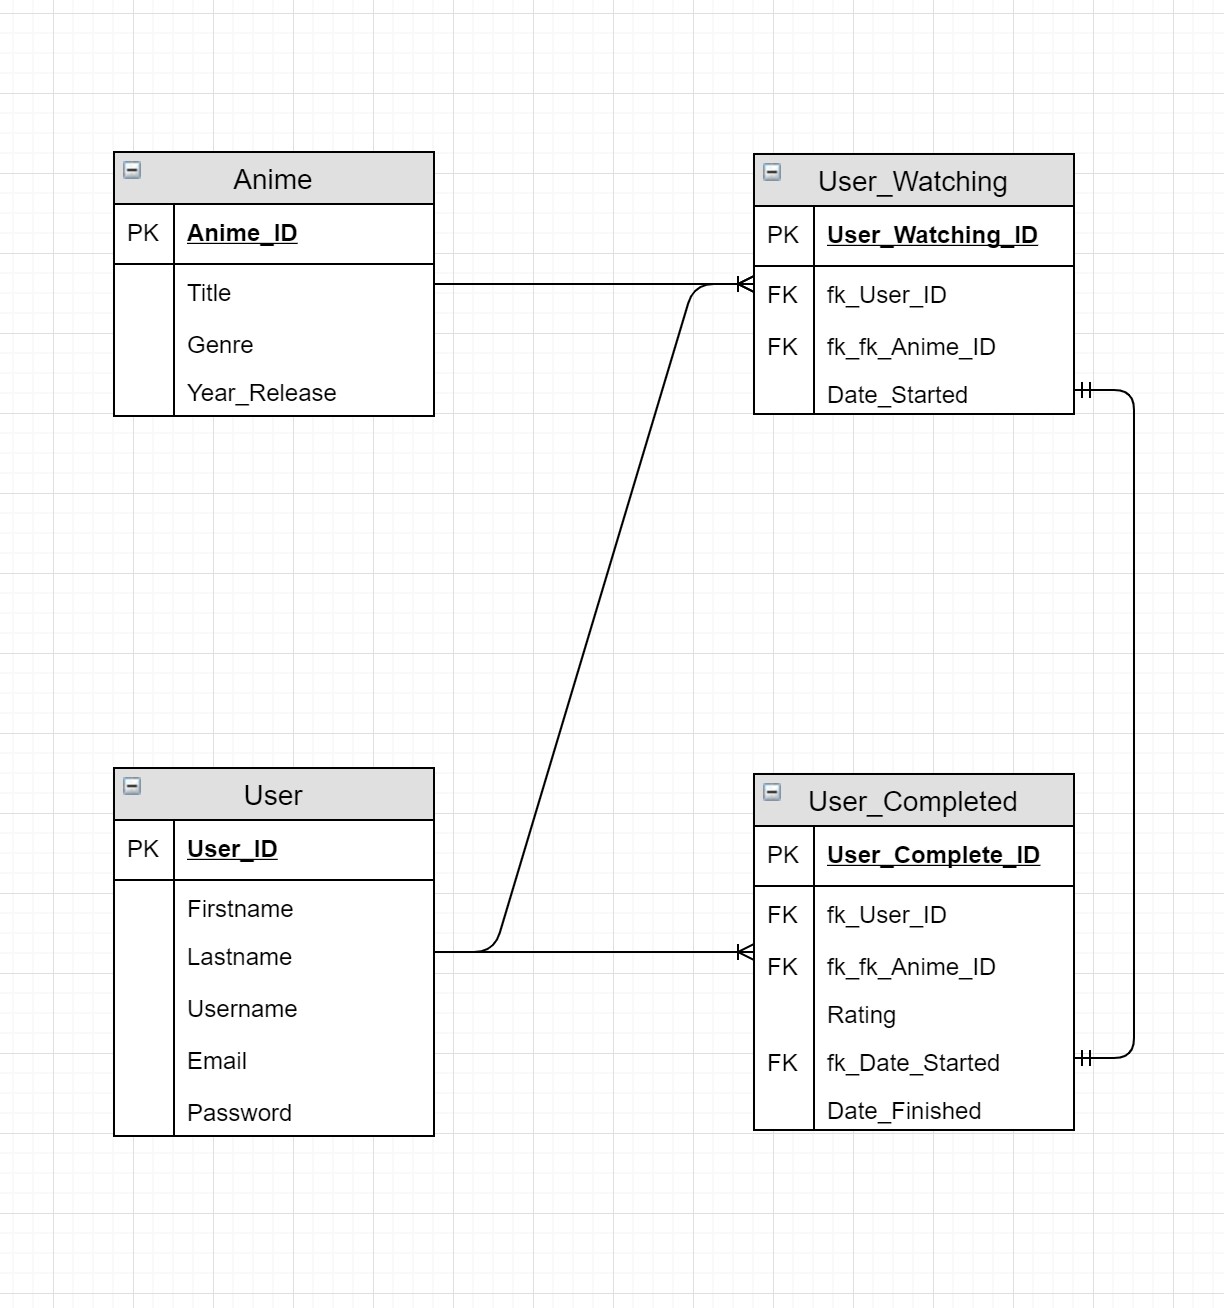 Anime
PK Anime_ID
Title
Genre
Year_Release
User_Watching
PK User_Watching_ID
FK fk_User_ID
FK fk_fk_Anime_ID
Date_Started
User
PK User_ID
Firstname
Lastname
Username
Email
Password
User_Completed
PK User_Complete_ID
FK fk_User_ID
FK fk_fk_Anime_ID
Rating
FK fk_Date_Started
Date_Finished